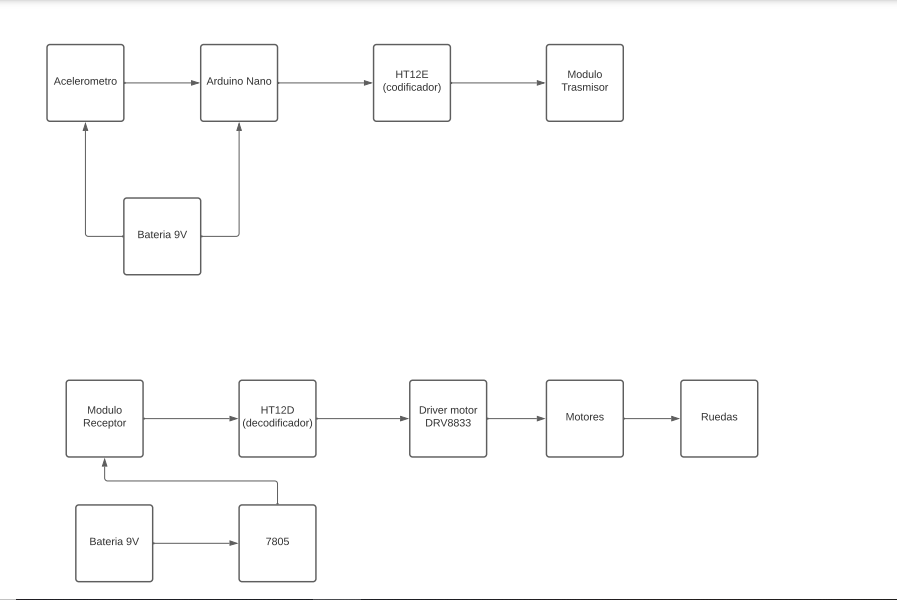 Acelerometro
Arduino Nano
HT12E
(codificador)
Modulo
Trasmisor
Bateria 9V
Modulo
Receptor
HT12D
(decodificador)
Driver motor
DRV8833
Motores
Ruedas
Bateria 9V
7805